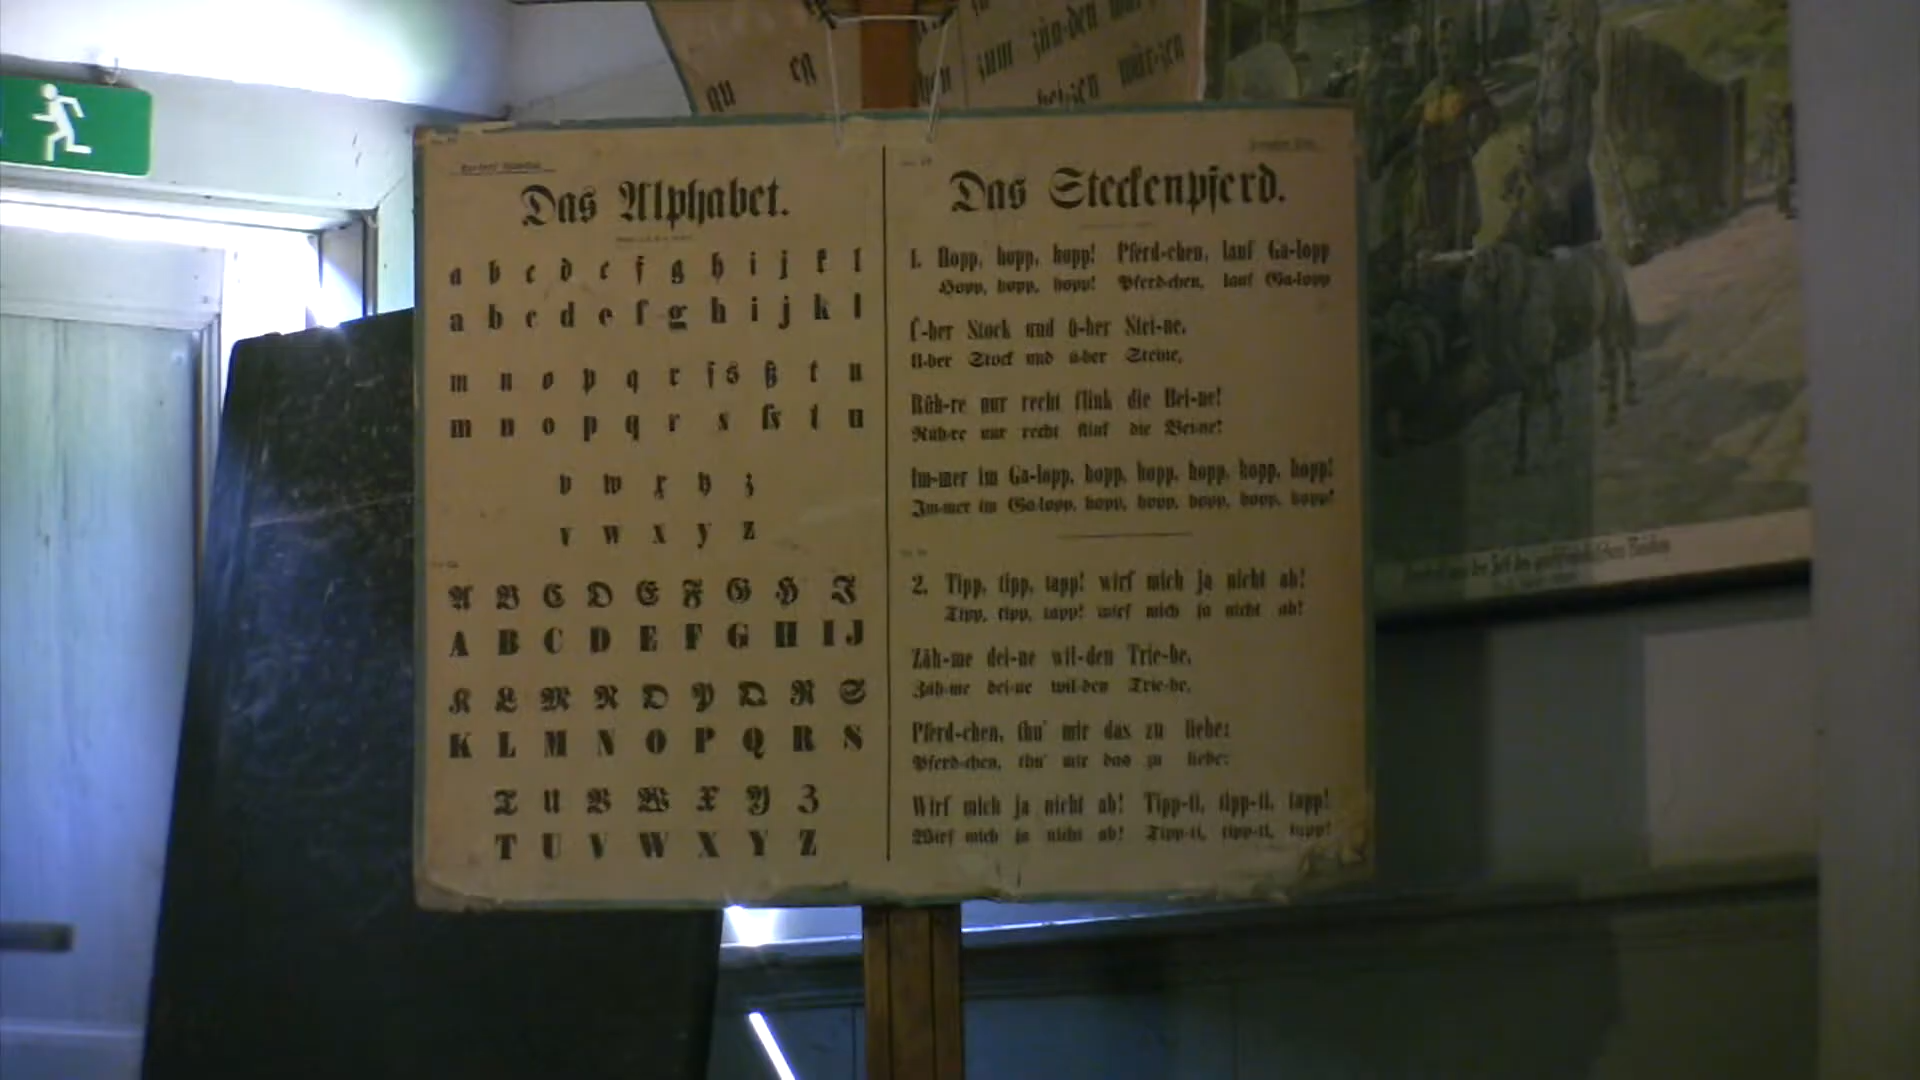 zum zün-den
en hen bei-zen
Das Alphabet.
a b c d e f g h i j k l
a b c d e f g h i j k l
m n o p q r ſ s ß t u
m n o p q r s ſs t u
v w x y z
v w x y z
A B C D E F G H I
A B C D E F G H I J
K L M N O P Q R S
K L M N O P Q R S
T U V W X Y Z
T U V W X Y Z
Das Steckenpferd.
1. Hopp, hopp, hopp! Pferd-chen, lauf Ga-lopp
Hopp, hopp, hopp! Pferd-chen, lauf Ga-lopp
Ü-ber Stock und ü-ber Stei-ne,
Ü-ber Stock und ü-ber Steine,
Rüh-re nur recht flink die Bei-ne!
Rüh-re nur recht flink die Bei-ne!
Im-mer im Ga-lopp, hopp, hopp, hopp, hopp, hopp!
Im-mer im Ga-lopp, hopp, hopp, hopp, hopp, hopp!
2. Tipp, tipp, tapp! wirf mich ja nicht ab!
Tipp, tipp, tapp! wirf mich ja nicht ab!
Zäh-me dei-ne wil-den Trie-be,
Zäh-me dei-ne wil-den Trie-be,
Pferd-chen, thu' mir das zu liebe:
Pferd-chen, thu' mir das zu liebe:
Wirf mich ja nicht ab! Tipp-ti, tipp-ti, tapp!
Wirf mich ja nicht ab! Tipp-ti, tipp-ti, tapp!